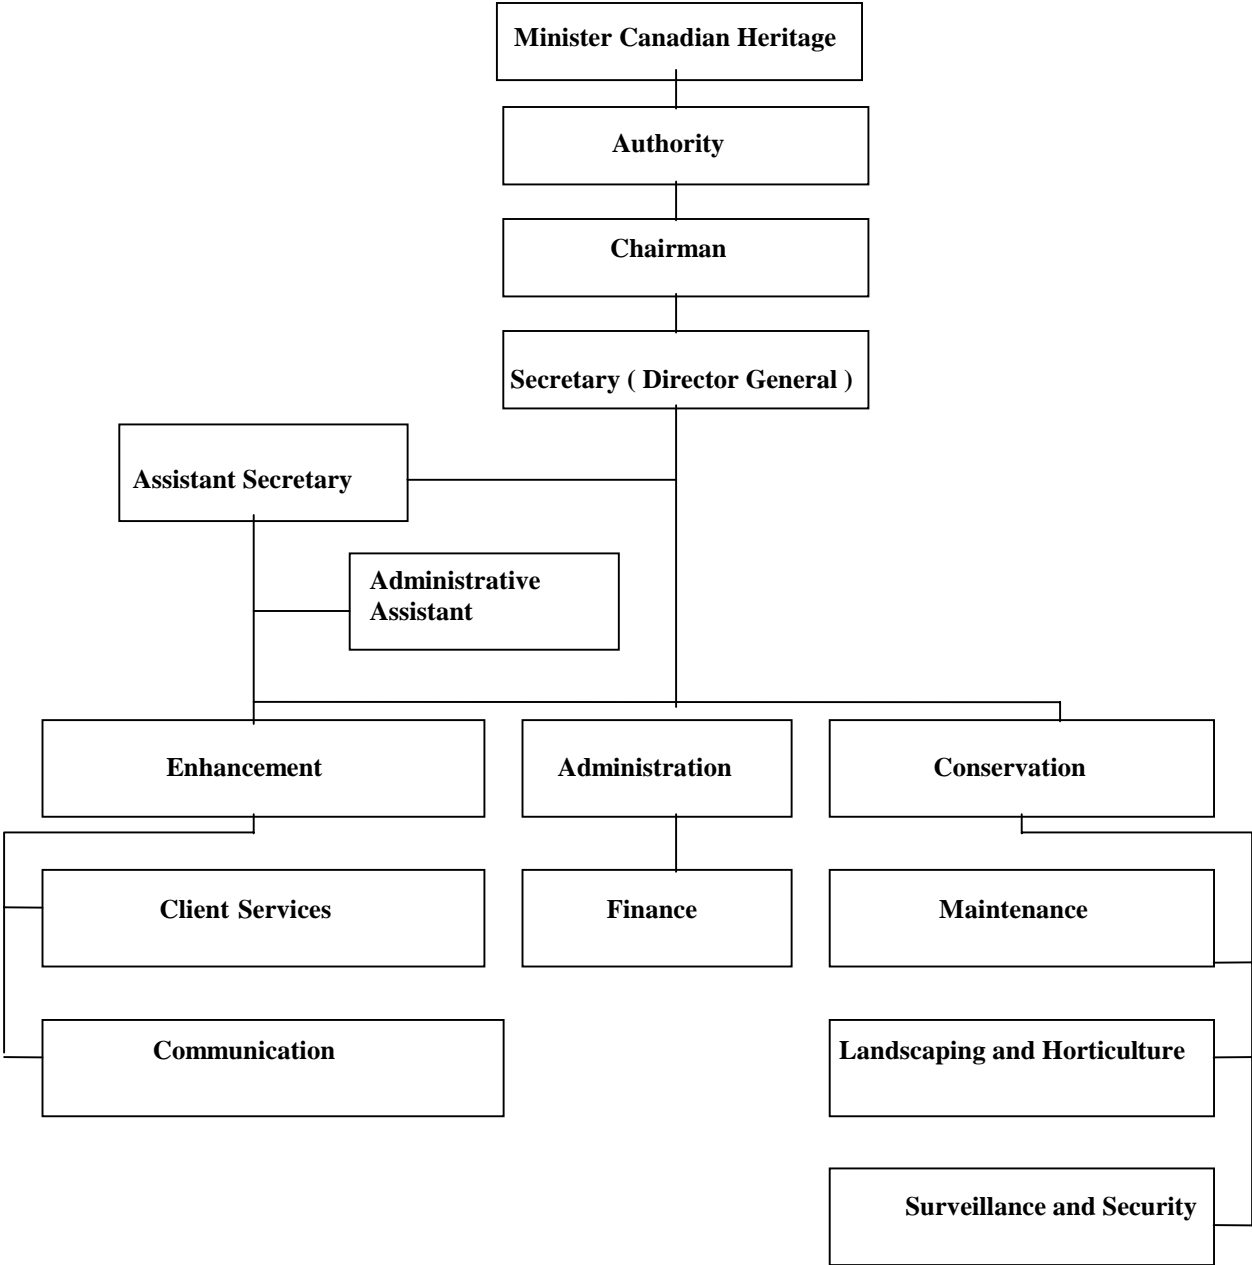 Minister Canadian Heritage
Authority
Chairman
Secretary ( Director General )
Assistant Secretary
Administrative
Assistant
Enhancement
Administration
Conservation
Client Services
Finance
Maintenance
Communication
Landscaping and Horticulture
Surveillance and Security